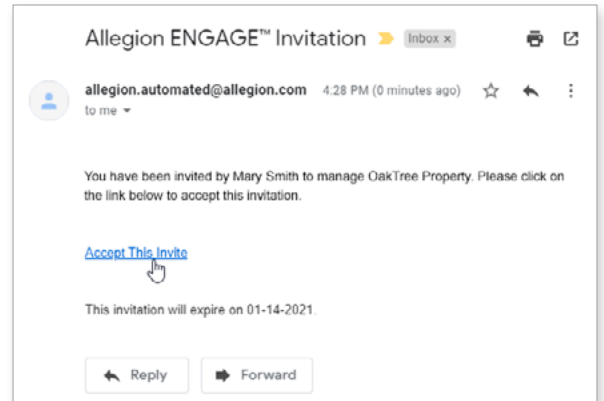 Allegion ENGAGE™ Invitation Inbox x
allegion.automated@allegion.com 4:28 PM (0 minutes ago)
to me
You have been invited by Mary Smith to manage OakTree Property. Please click on
the link below to accept this invitation.
Accept This Invite
This invitation will expire on 01-14-2021.
Reply Forward